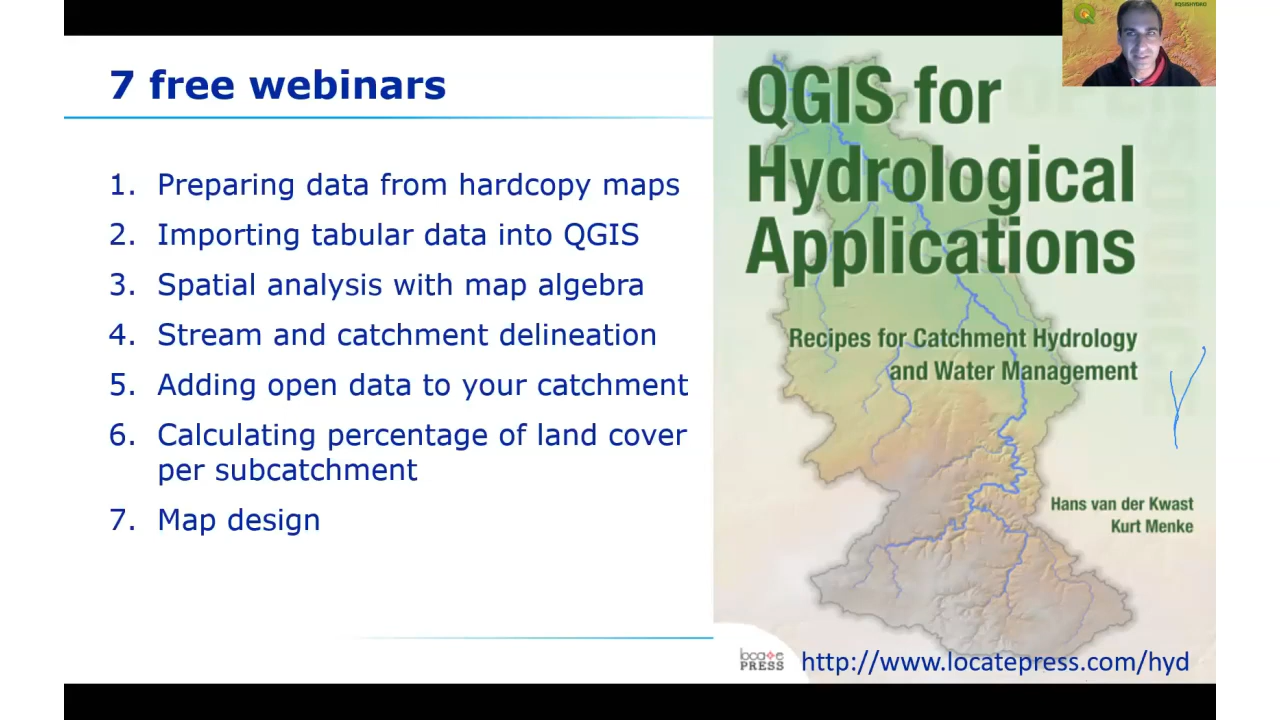 7 free webinars
1. Preparing data from hardcopy maps
2. Importing tabular data into QGIS
3. Spatial analysis with map algebra
4. Stream and catchment delineation
5. Adding open data to your catchment
6. Calculating percentage of land cover
per subcatchment
7. Map design
QGIS for
Hydrological
Applications
Recipes for Catchment Hydrology
and Water Management
Hans van der Kwast
Kurt Menke
locate
PRESS
http://www.locatepress.com/hyd